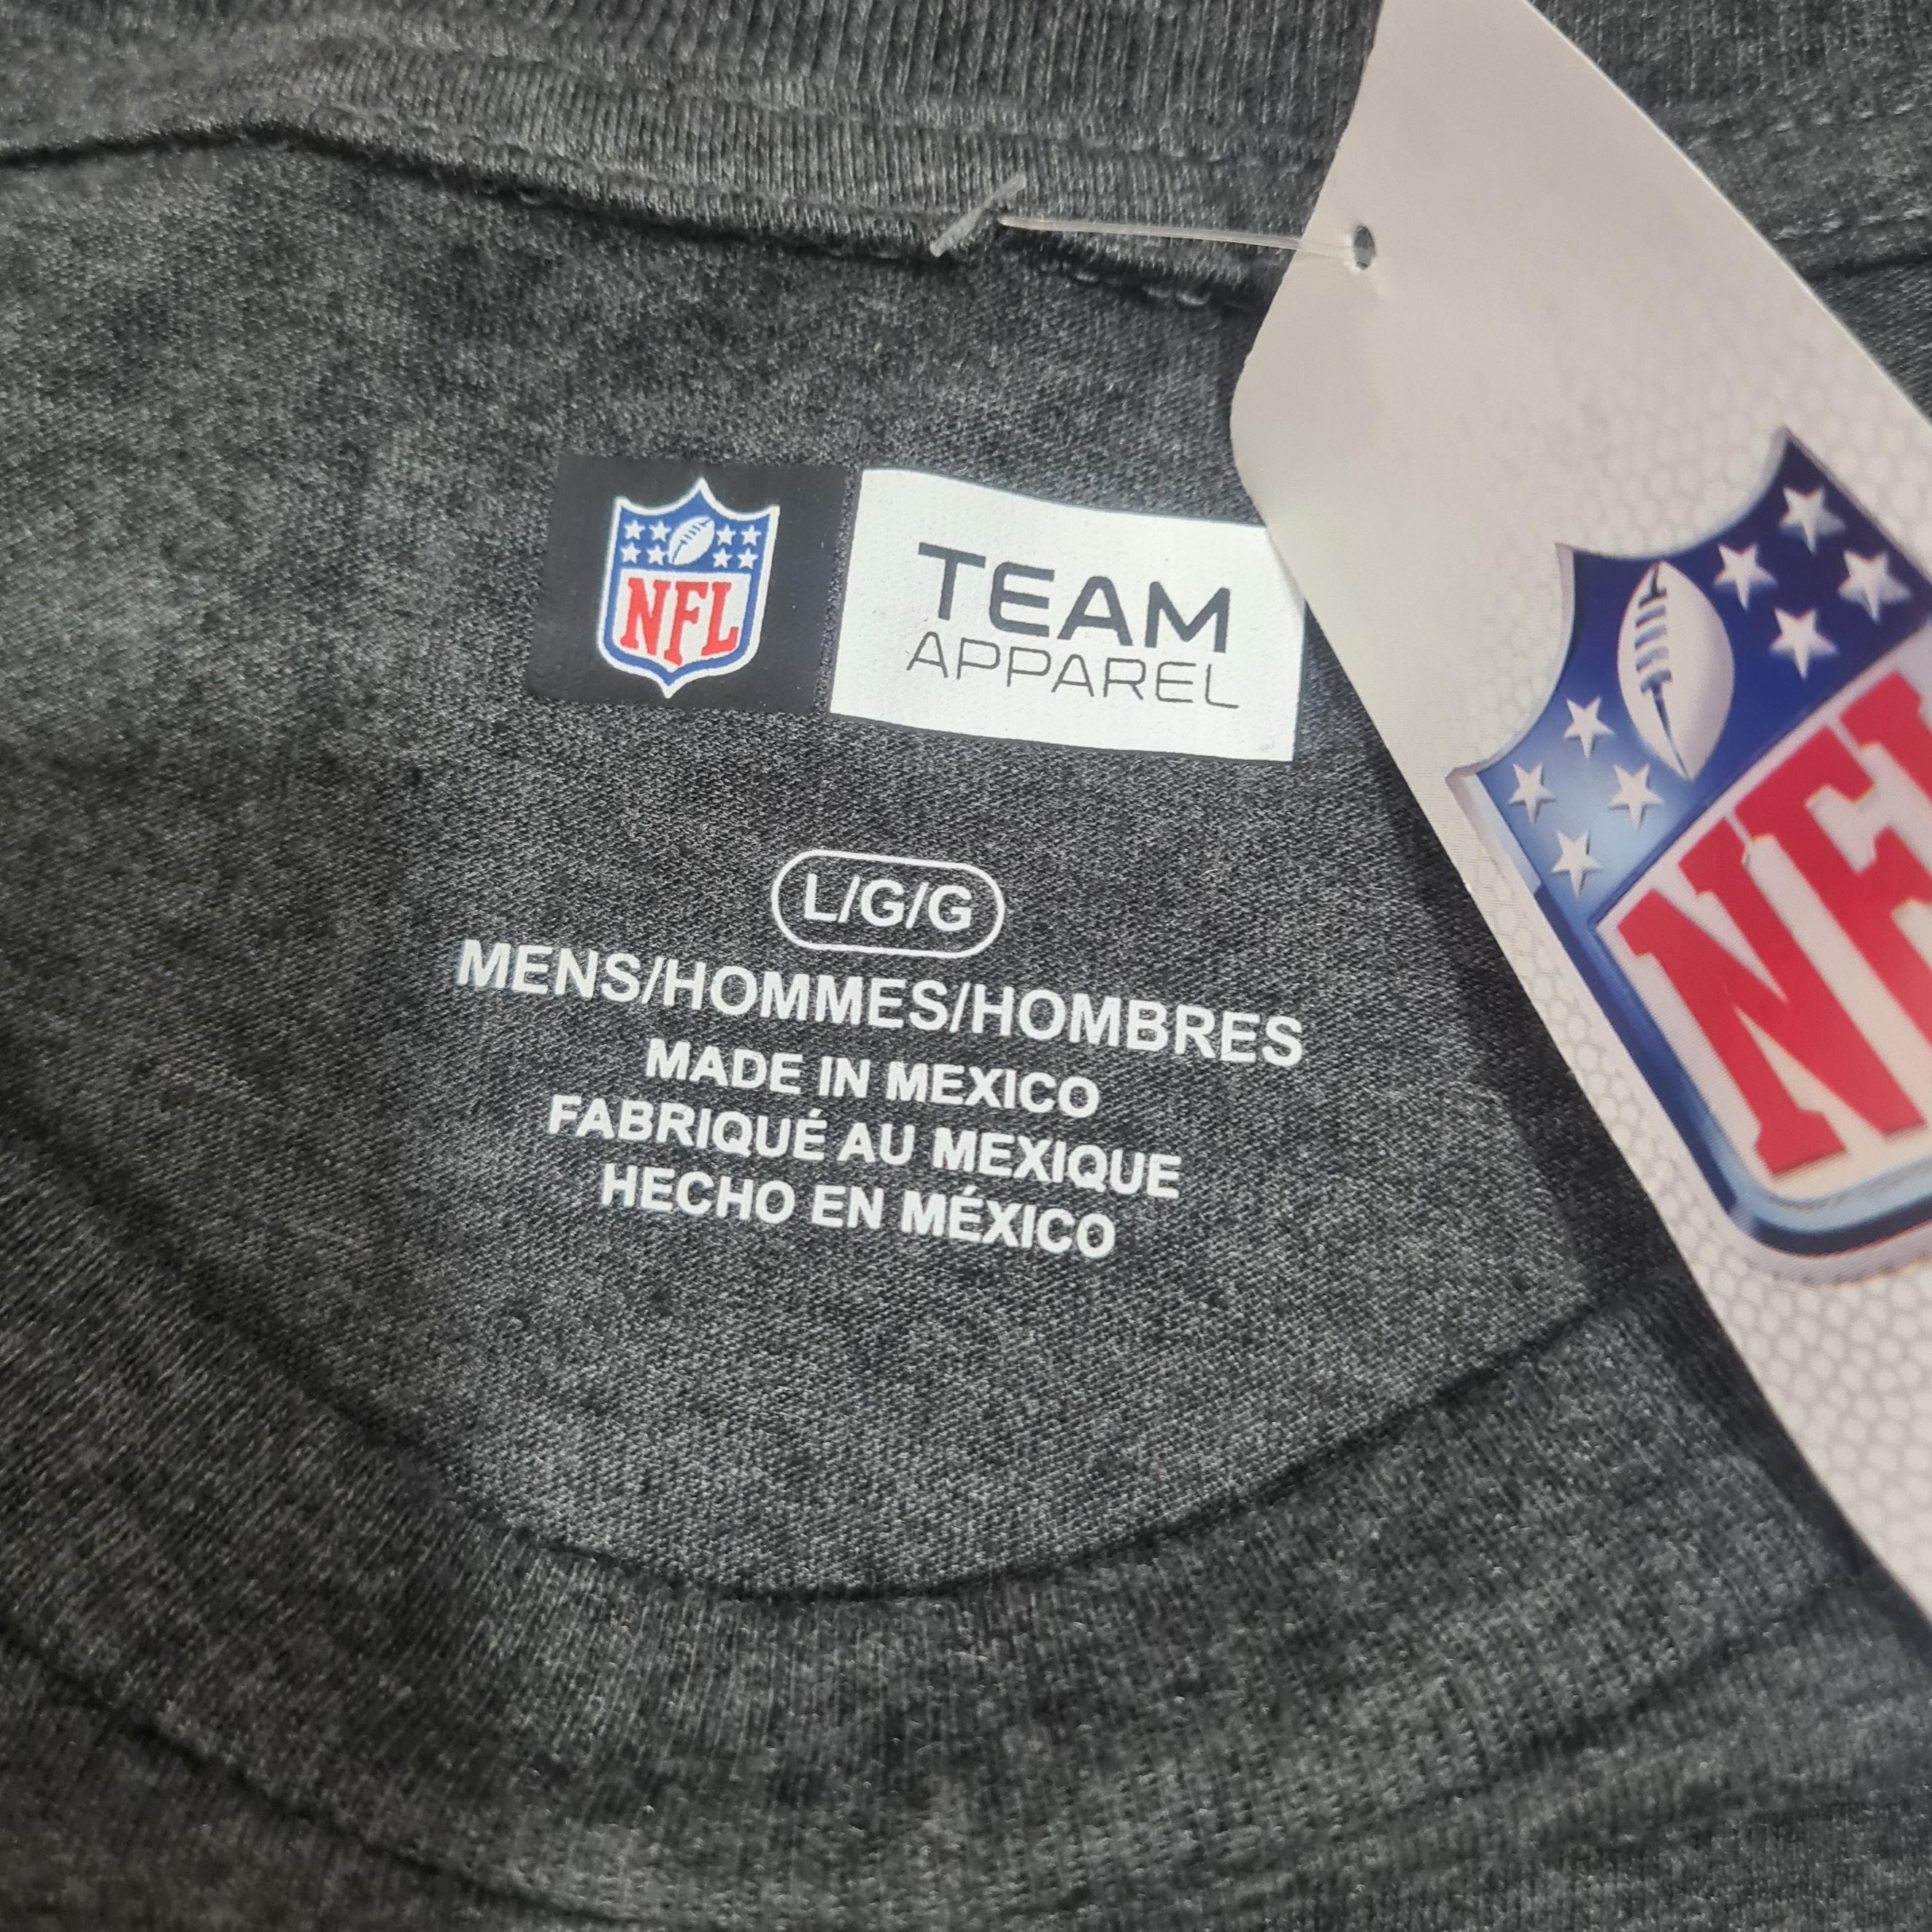 NFL
TEAM
APPAREL
L/G/G
MENS/HOMMES/HOMBRES
MADE IN MEXICO
FABRIQUÉ AU MEXIQUE
HECHO EN MÉXICO
NF